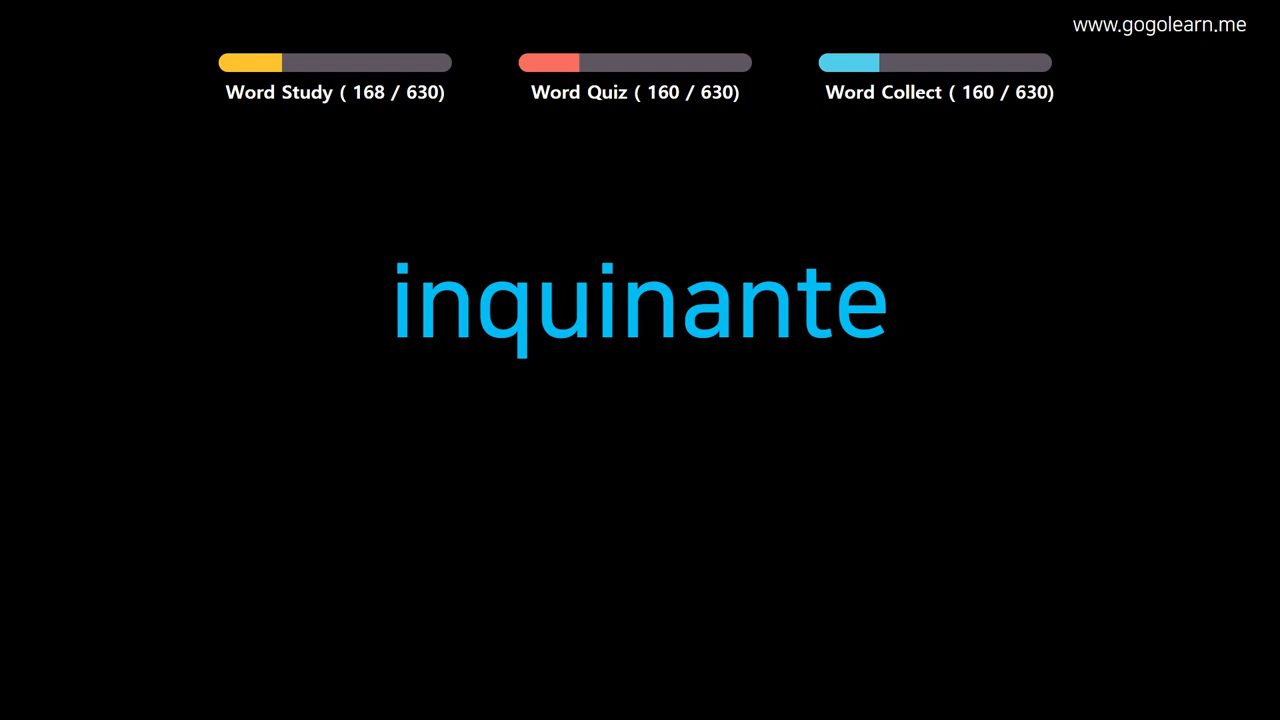 www.gogolearn.me
Word Study ( 168 / 630)
Word Quiz ( 160 / 630)
Word Collect ( 160 / 630)
inquinante